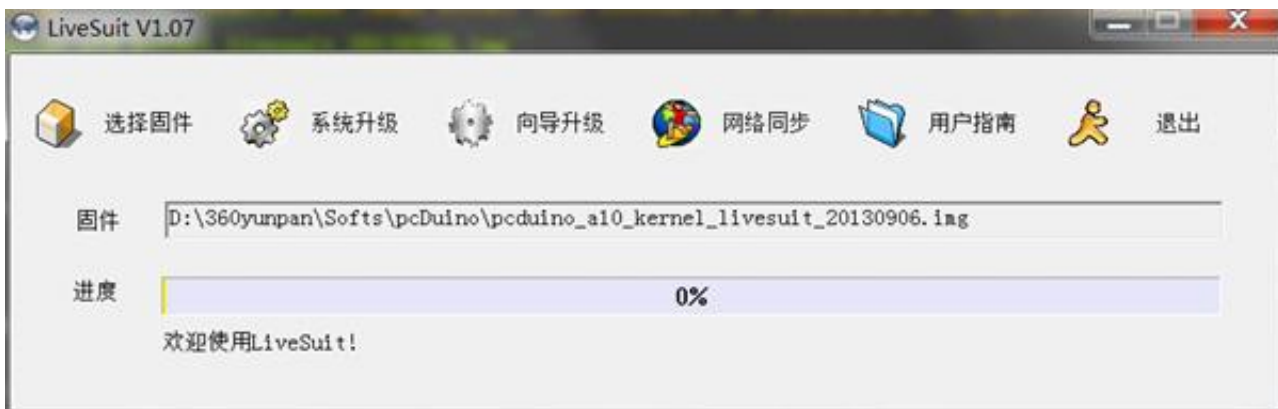 LiveSuit V1.07
选择固件 系统升级 向导升级 网络同步 用户指南 退出
固件 D:\360yunpan\Softs\pcDuino\pcduino_a10_kernel_livesuit_20130906.img
进度 0%
欢迎使用LiveSuit!